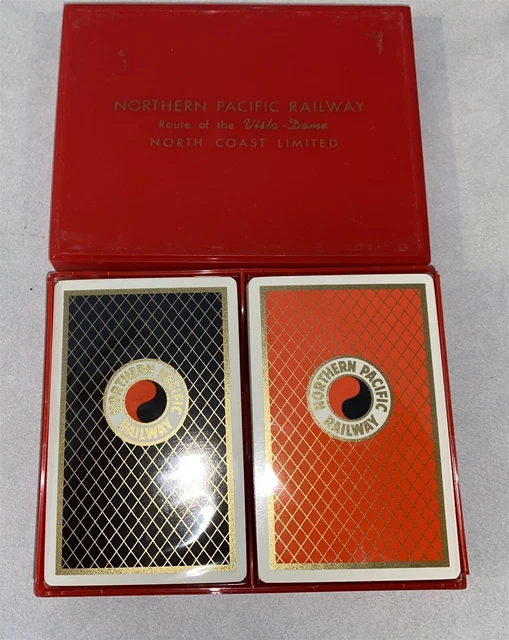 NORTHERN PACIFIC RAILWAY
Route of the Vista-Dome
NORTH COAST LIMITED
NORTHERN PACIFIC
RAILWAY
NORTHERN PACIFIC
RAILWAY